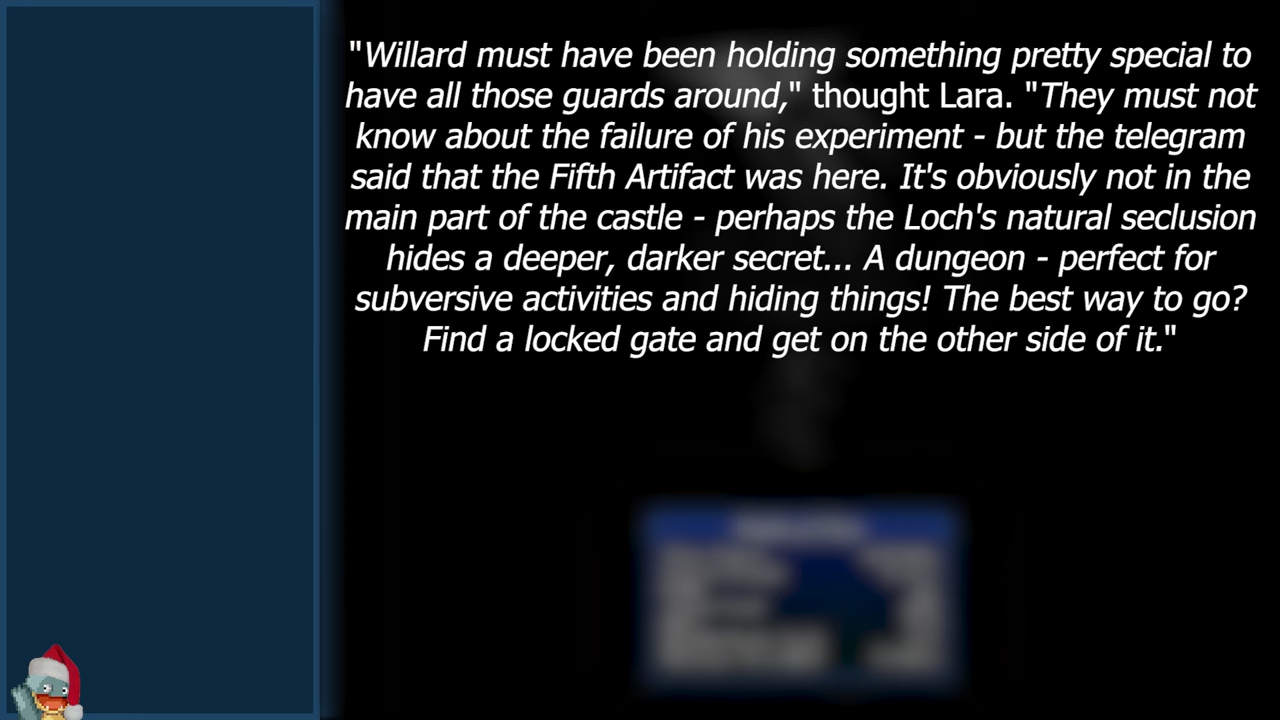 "Willard must have been holding something pretty special to
have all those guards around," thought Lara. "They must not
know about the failure of his experiment - but the telegram
said that the Fifth Artifact was here. It's obviously not in the
main part of the castle - perhaps the Loch's natural seclusion
hides a deeper, darker secret... A dungeon - perfect for
subversive activities and hiding things! The best way to go?
Find a locked gate and get on the other side of it."